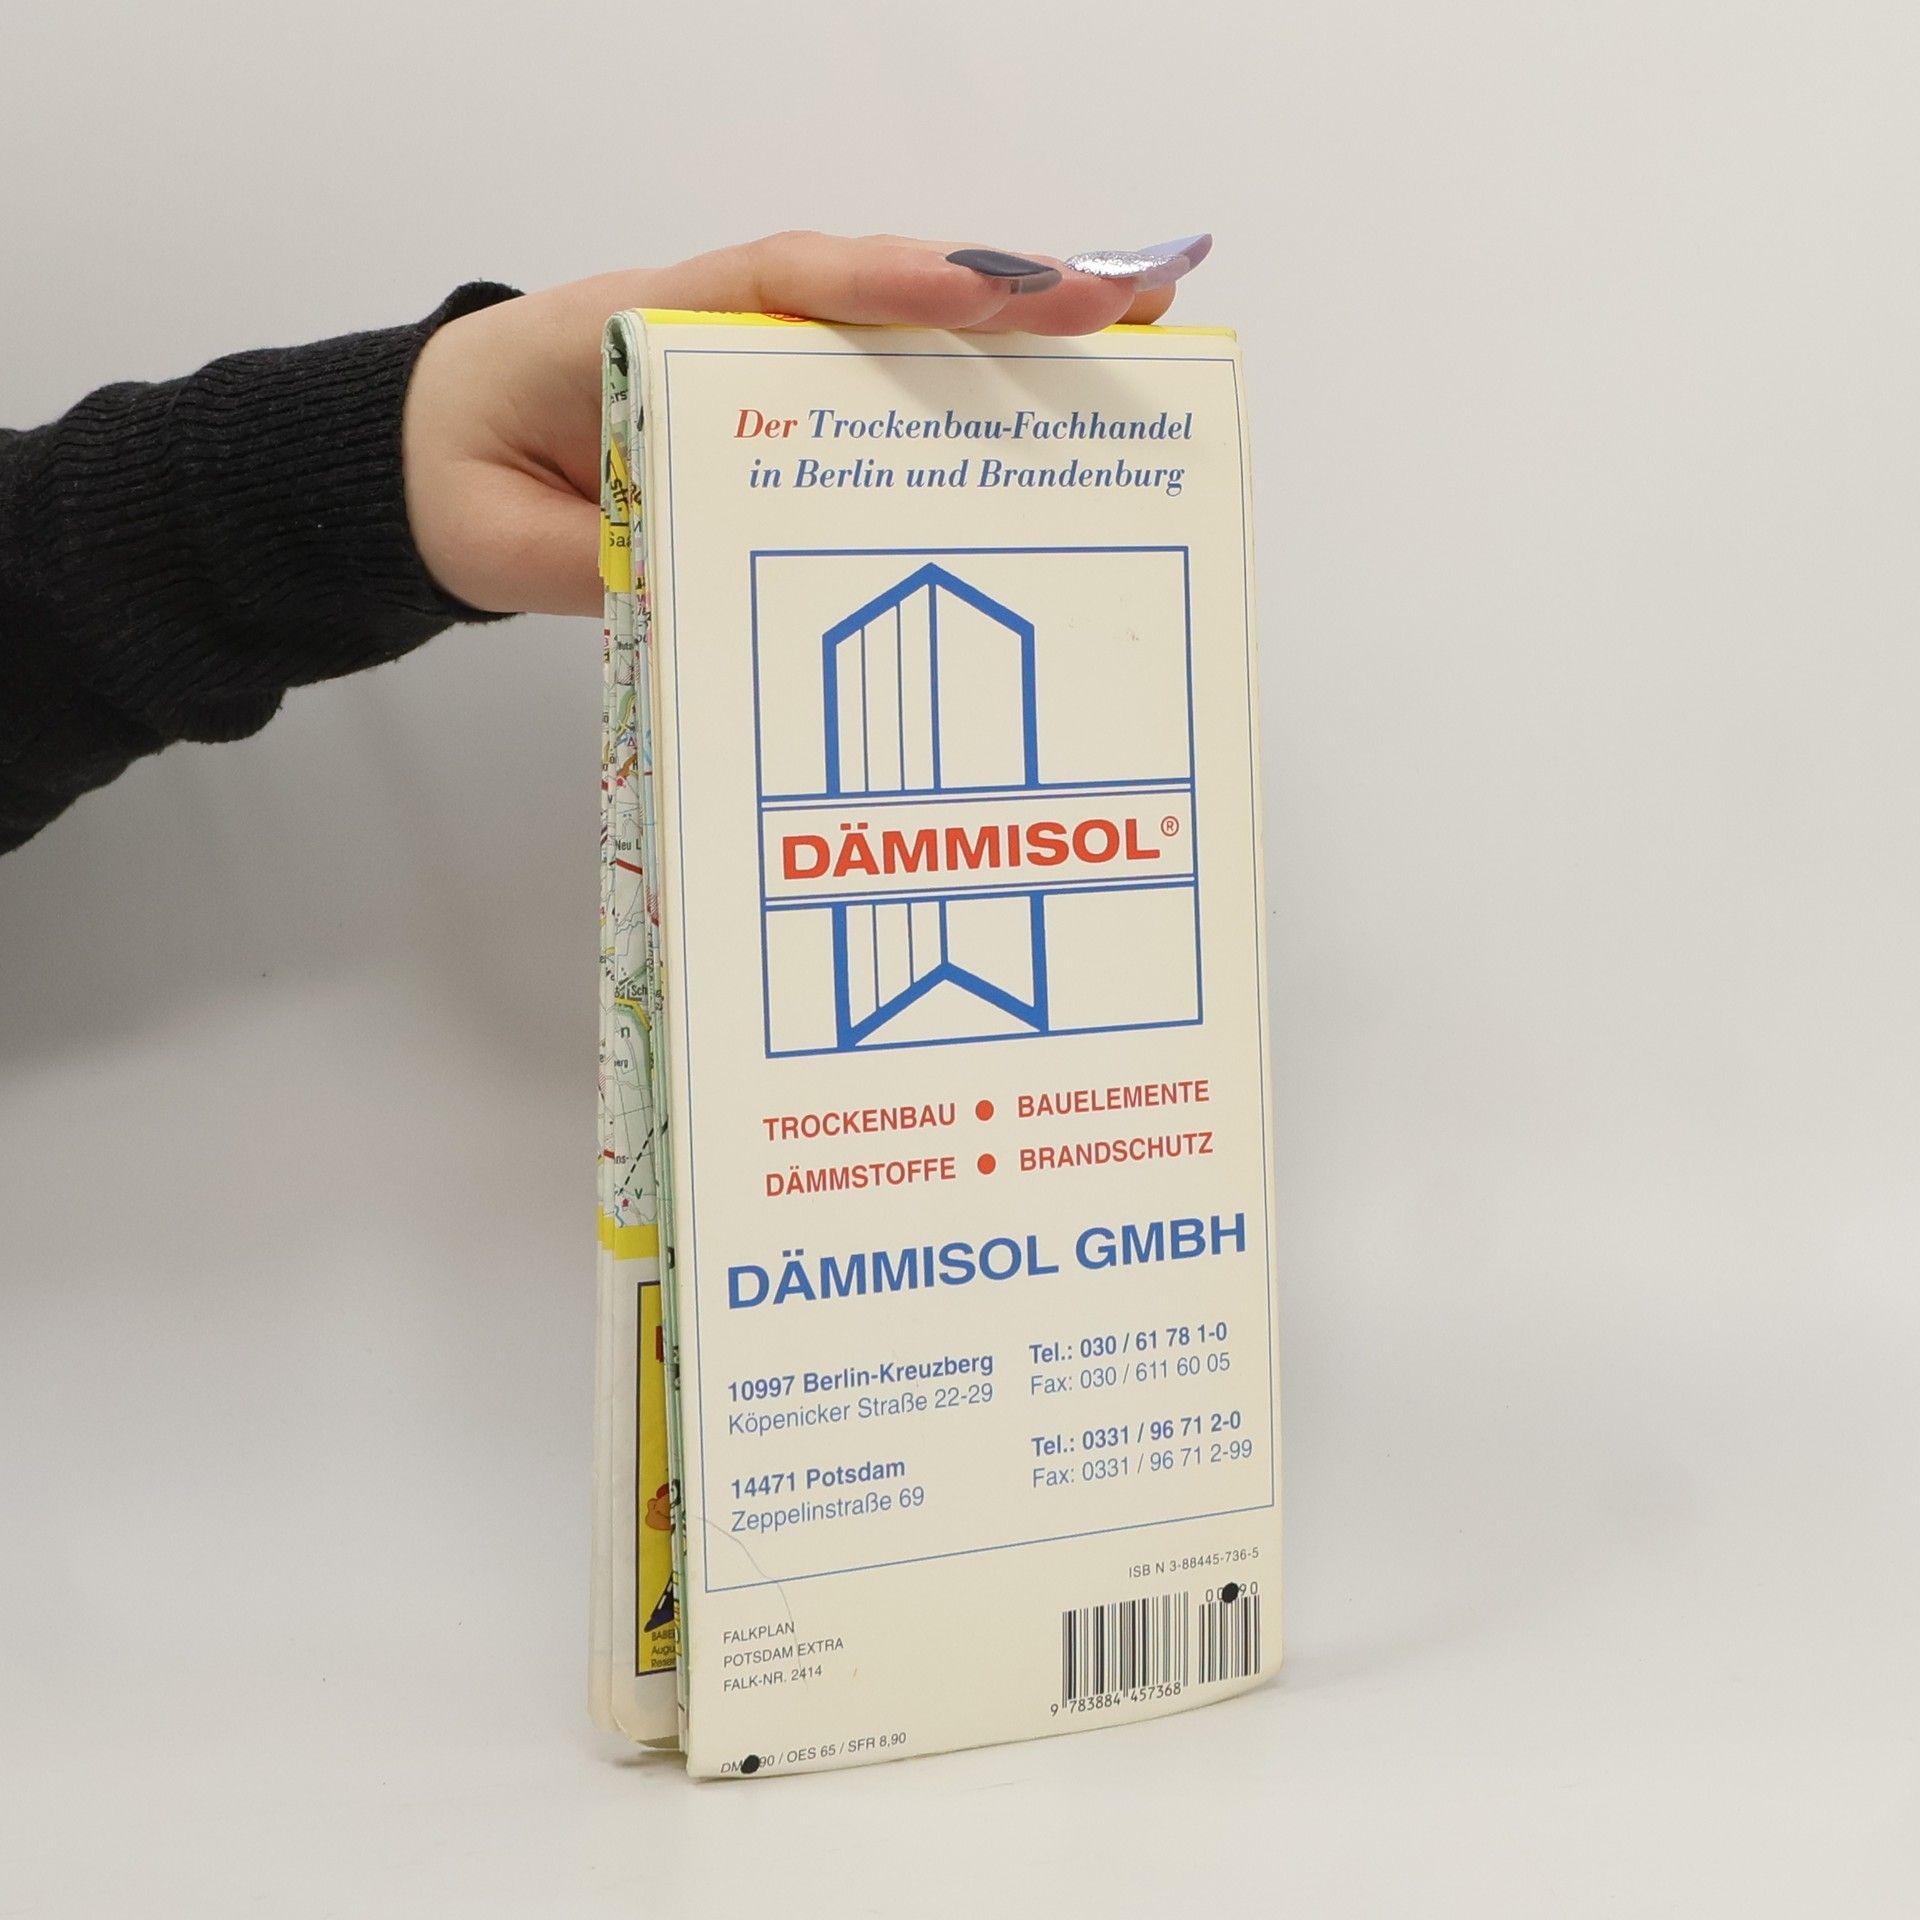 Der Trockenbau-Fachhandel
in Berlin und Brandenburg
DÄMMISOL®
TROCKENBAU ● BAUELEMENTE
DÄMMSTOFFE ● BRANDSCHUTZ
DÄMMISOL GMBH
10997 Berlin-Kreuzberg
Köpenicker Straße 22-29
Tel.: 030 / 61 78 1-0
Fax: 030 / 611 60 05
14471 Potsdam
Zeppelinstraße 69
Tel.: 0331 / 96 71 2-0
Fax: 0331 / 96 71 2-99
ISB N 3-88445-736-5
FALKPLAN
POTSDAM EXTRA
FALK-NR. 2414
9 783884 457368
/ OES 65 / SFR 8,90